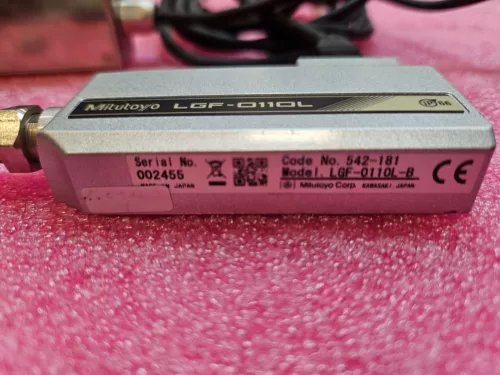 Mitutoyo LGF-0110L
66
Serial No.
002455
MADE IN JAPAN
Code No. 542-181
Model. LGF-0110L-B
Mitutoyo Corp. KAWASAKI, JAPAN
CE